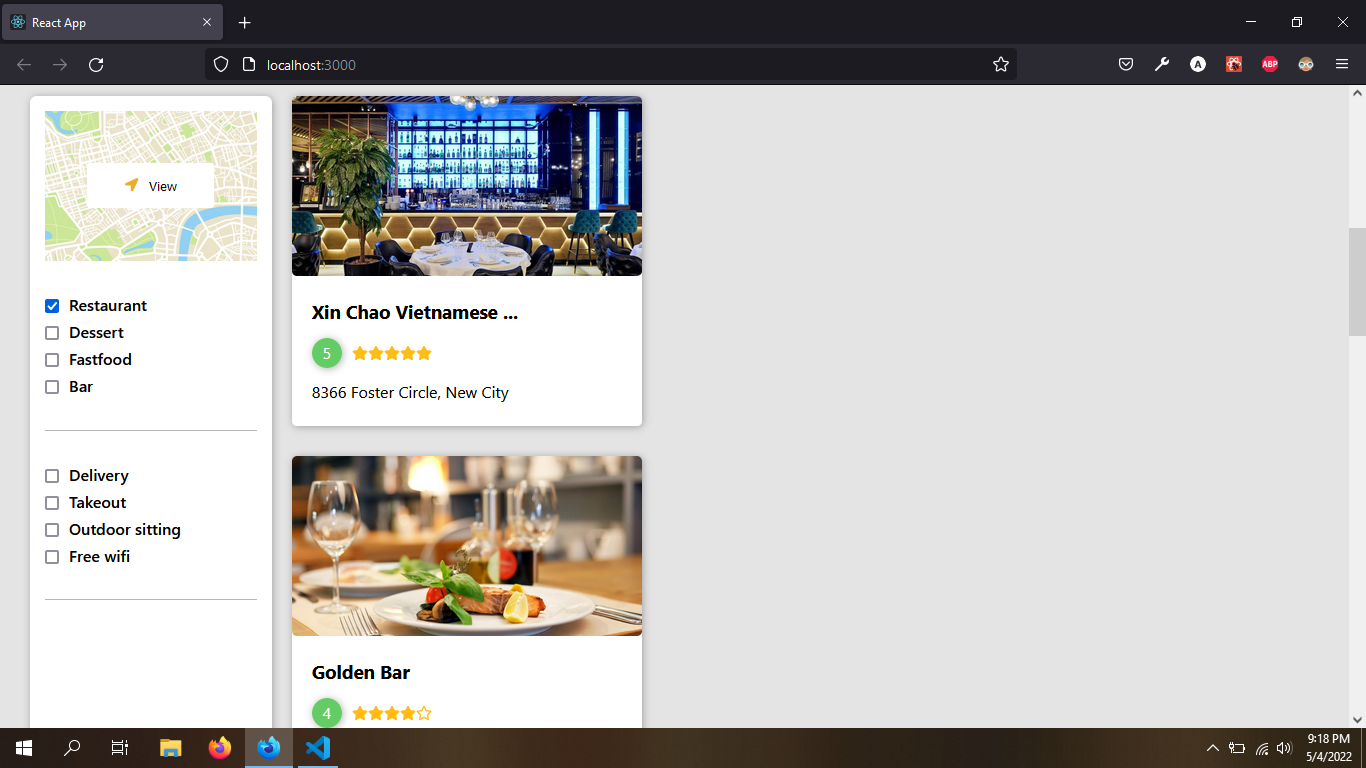 React App
localhost:3000
A
ABP
View
Restaurant
Dessert
Fastfood
Bar
Delivery
Takeout
Outdoor sitting
Free wifi
Xin Chao Vietnamese ...
5
8366 Foster Circle, New City
Golden Bar
4
9:18 PM
5/4/2022